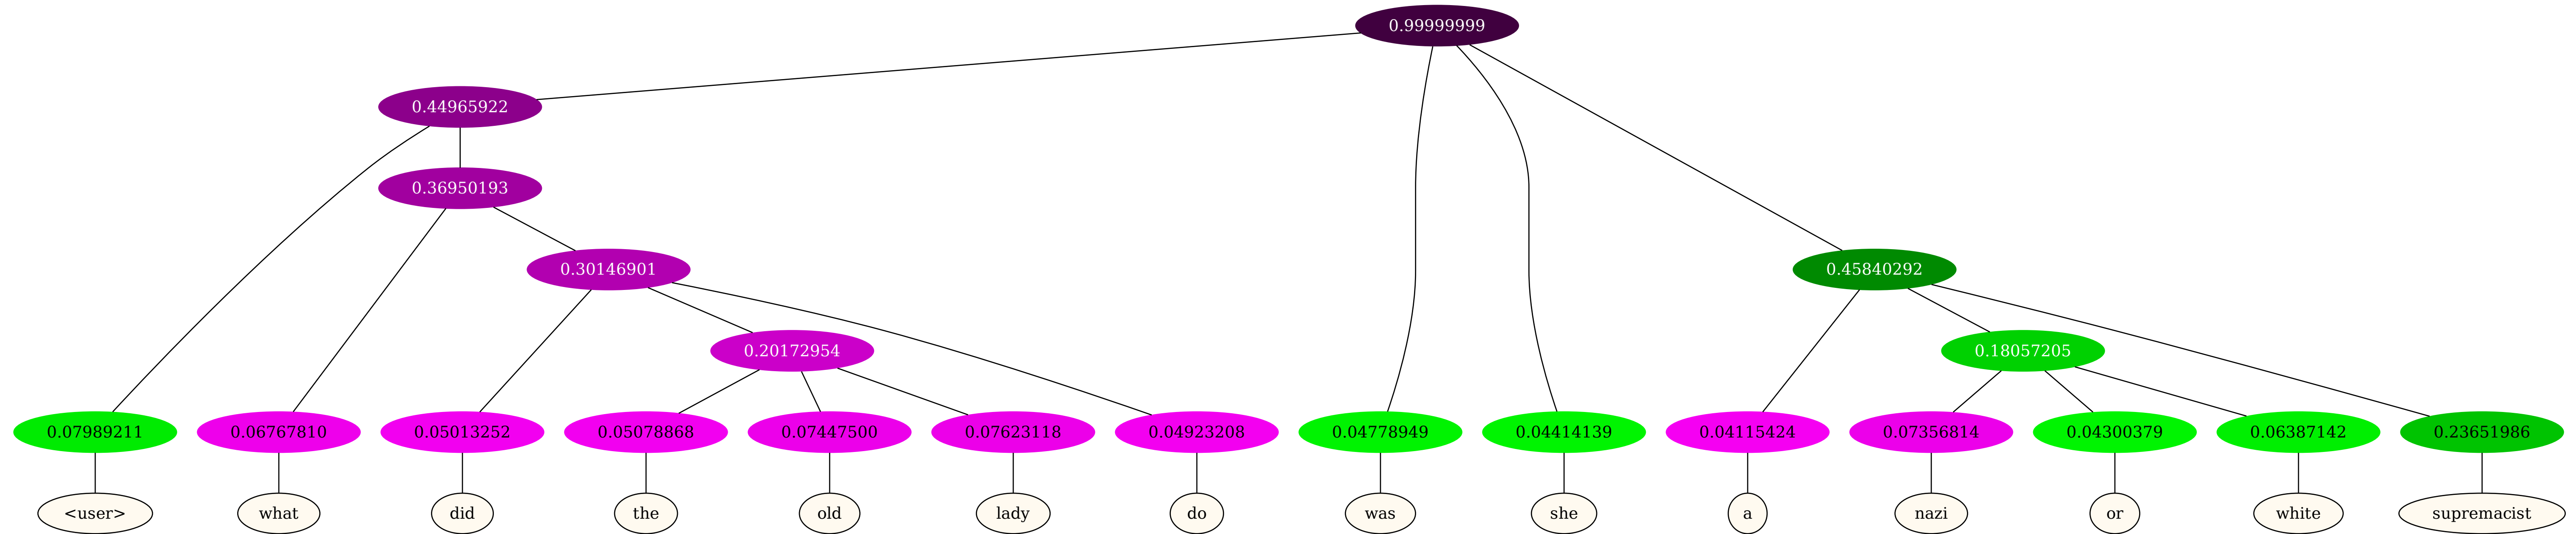 0.99999999
0.44965922
0.36950193
0.30146901 0.45840292
0.20172954 0.18057205
0.07989211 0.06767810 0.05013252 0.05078868 0.07447500 0.07623118 0.04923208 0.04778949 0.04414139 0.04115424 0.07356814 0.04300379 0.06387142 0.23651986
<user> what did the old lady do was she a nazi or white supremacist